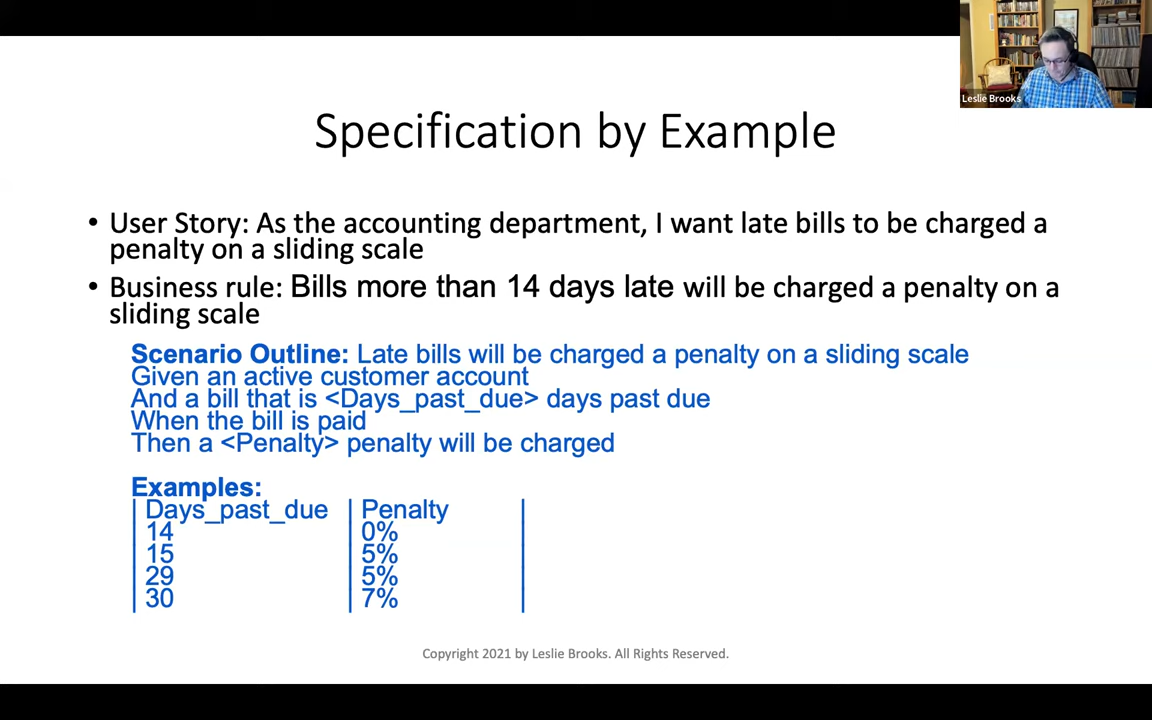 Leslie Brooks
Specification by Example
• User Story: As the accounting department, I want late bills to be charged a
penalty on a sliding scale
• Business rule: Bills more than 14 days late will be charged a penalty on a
sliding scale
Scenario Outline: Late bills will be charged a penalty on a sliding scale
Given an active customer account
And a bill that is <Days_past_due> days past due
When the bill is paid
Then a <Penalty> penalty will be charged
Examples:
| Days_past_due | Penalty |
| 14 | 0% |
| 15 | 5% |
| 29 | 5% |
| 30 | 7% |
Copyright 2021 by Leslie Brooks. All Rights Reserved.